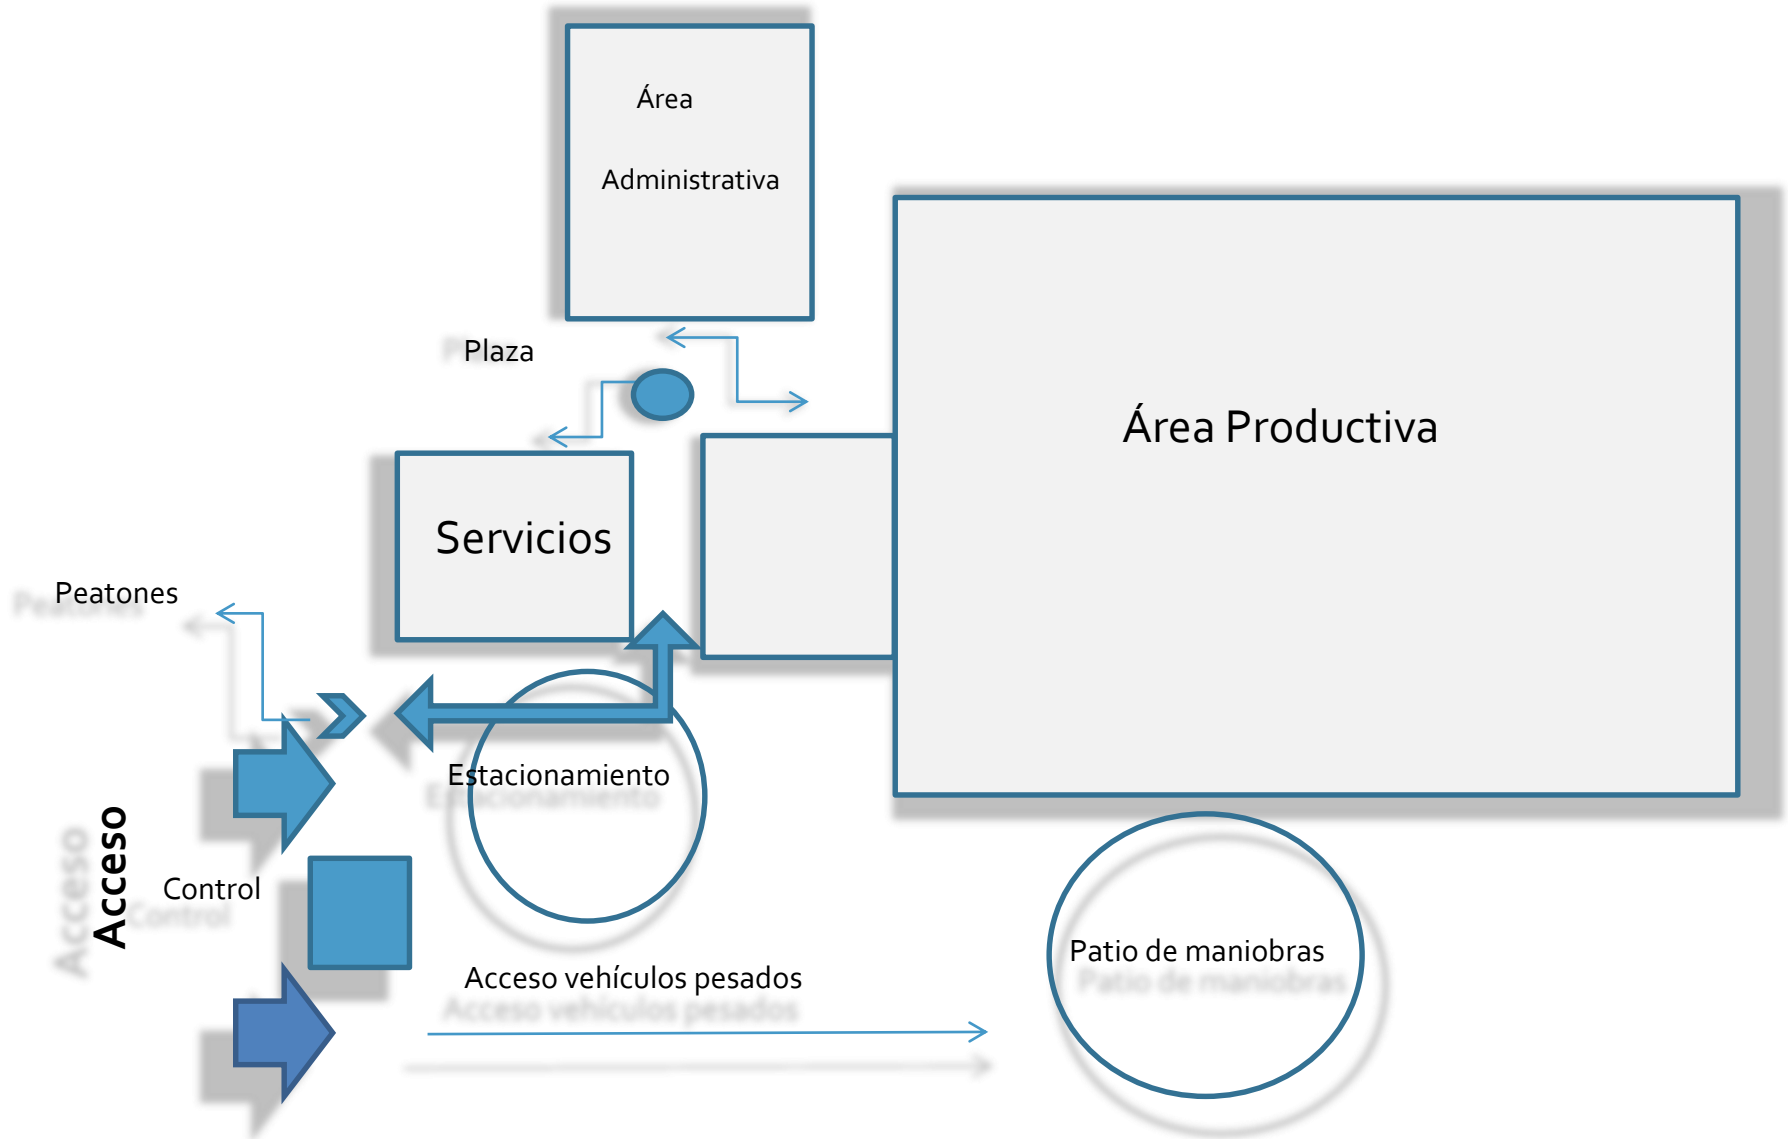 Área
Administrativa
Plaza
Área Productiva
Servicios
Peatones
Estacionamiento
Acceso
Control
Patio de maniobras
Acceso vehículos pesados